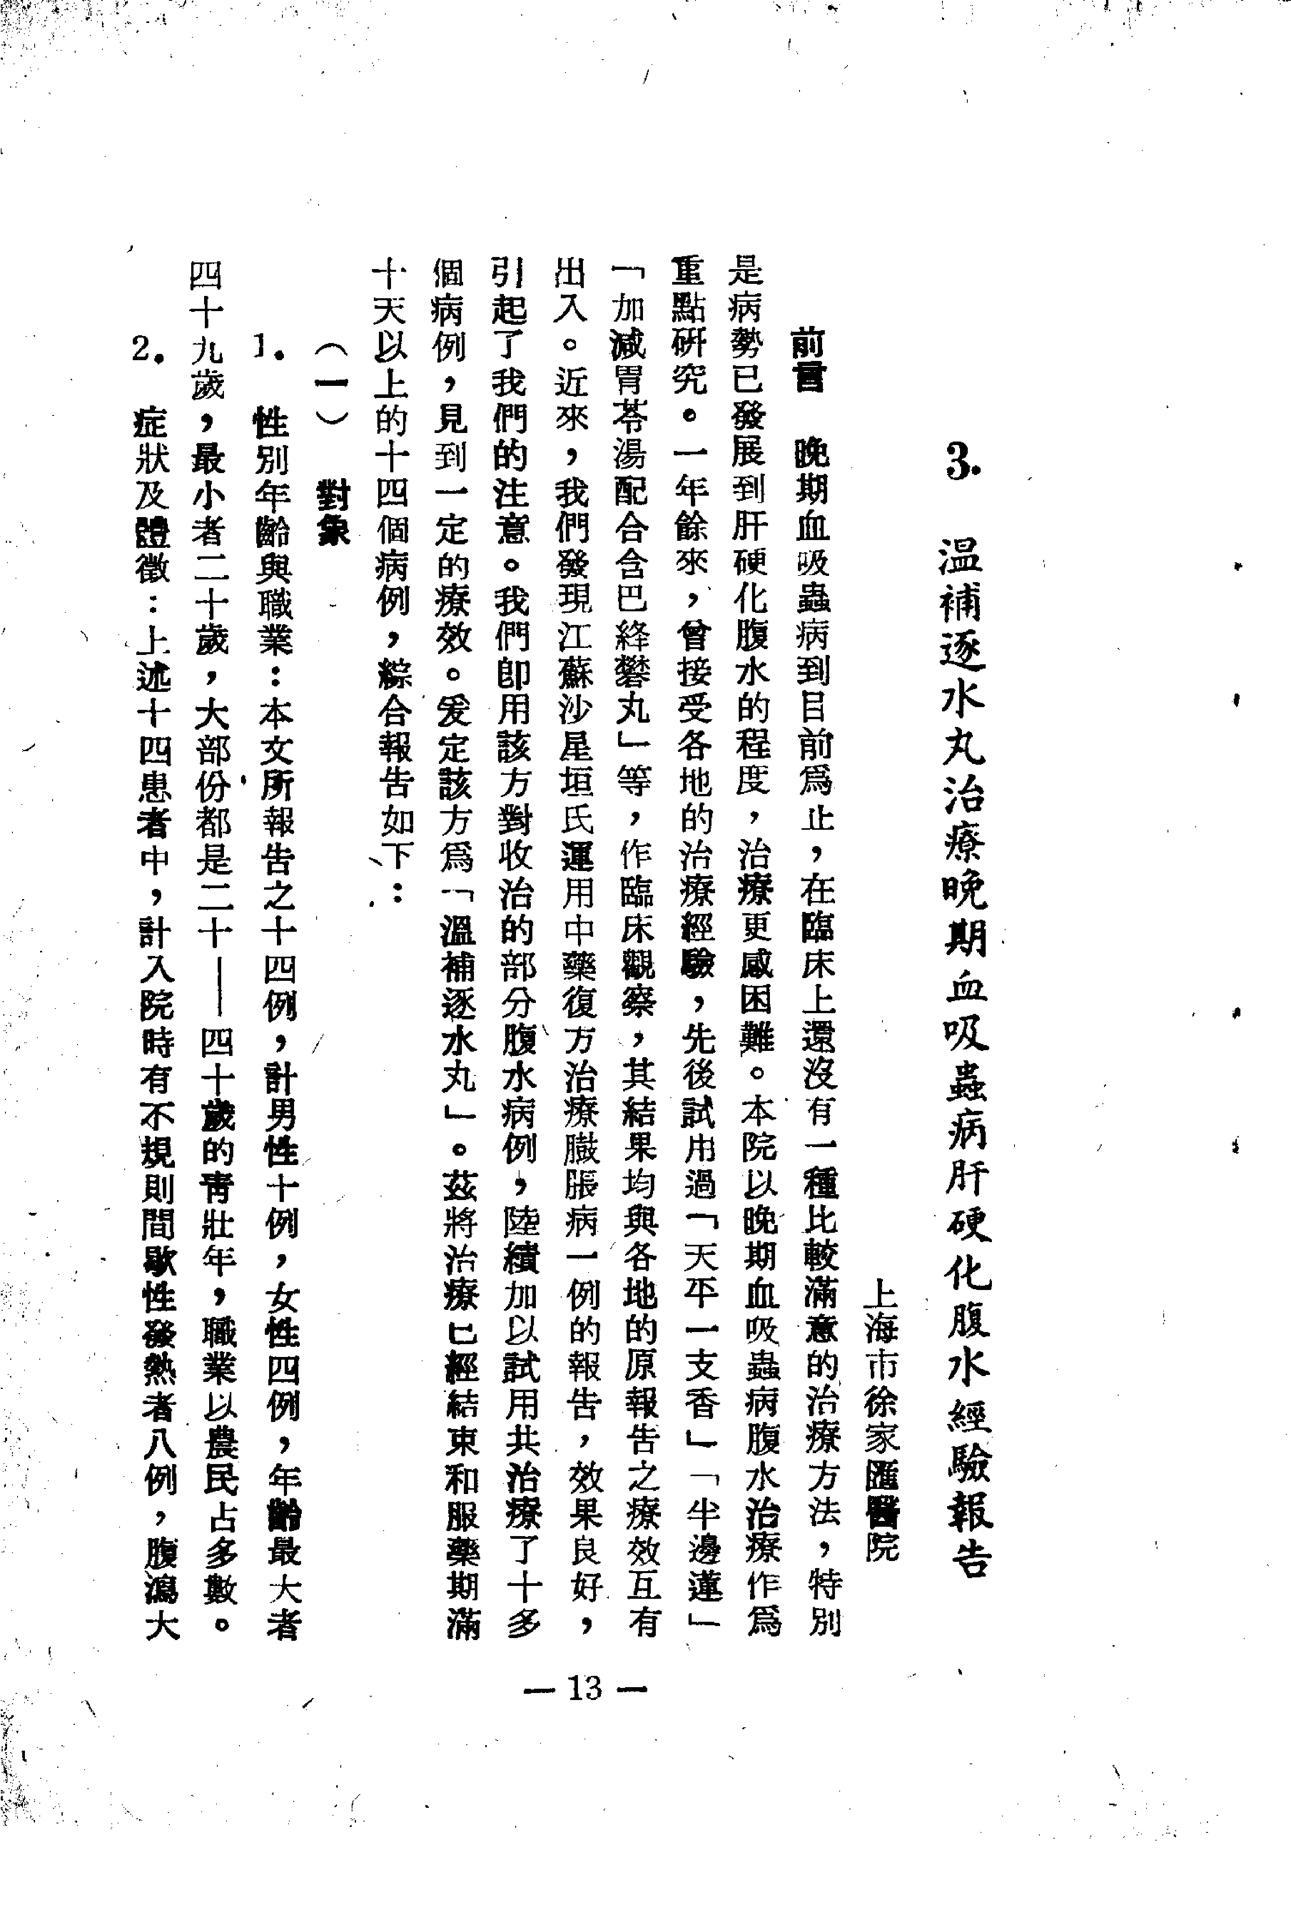 3. 温補逐水丸治療晚期血吸蟲病肝硬化腹水經驗報告
上海市徐家匯醫院
前言　晚期血吸蟲病到目前爲止，在臨床上還沒有一種比較滿意的治療方法，特別
是病勢已發展到肝硬化腹水的程度，治療更感困難。本院以晚期血吸蟲病腹水治療作爲
重點研究。一年餘來，曾接受各地的治療經驗，先後試用過「天平一支香」「半邊蓮」
「加減胃苓湯配合含巴絳礬丸」等，作臨床觀察，其結果均與各地的原報告之療效互有
出入。近來，我們發現江蘇沙星垣氏運用中藥復方治療臌脹病一例的報告，效果良好，
引起了我們的注意。我們卽用該方對收治的部分腹水病例，陸續加以試用共治療了十多
個病例，見到一定的療效。爰定該方爲「溫補逐水丸」。茲將治療已經結束和服藥期滿
十天以上的十四個病例，綜合報告如下：
（一）　對象
1. 性別年齡與職業：本文所報告之十四例，計男性十例，女性四例，年齡最大者
四十九歲，最小者二十歲，大部份都是二十——四十歲的靑壯年，職業以農民占多數。
2. 症狀及體徵：上述十四患者中，計入院時有不規則間歇性發熱者八例，腹瀉大
— 13 —